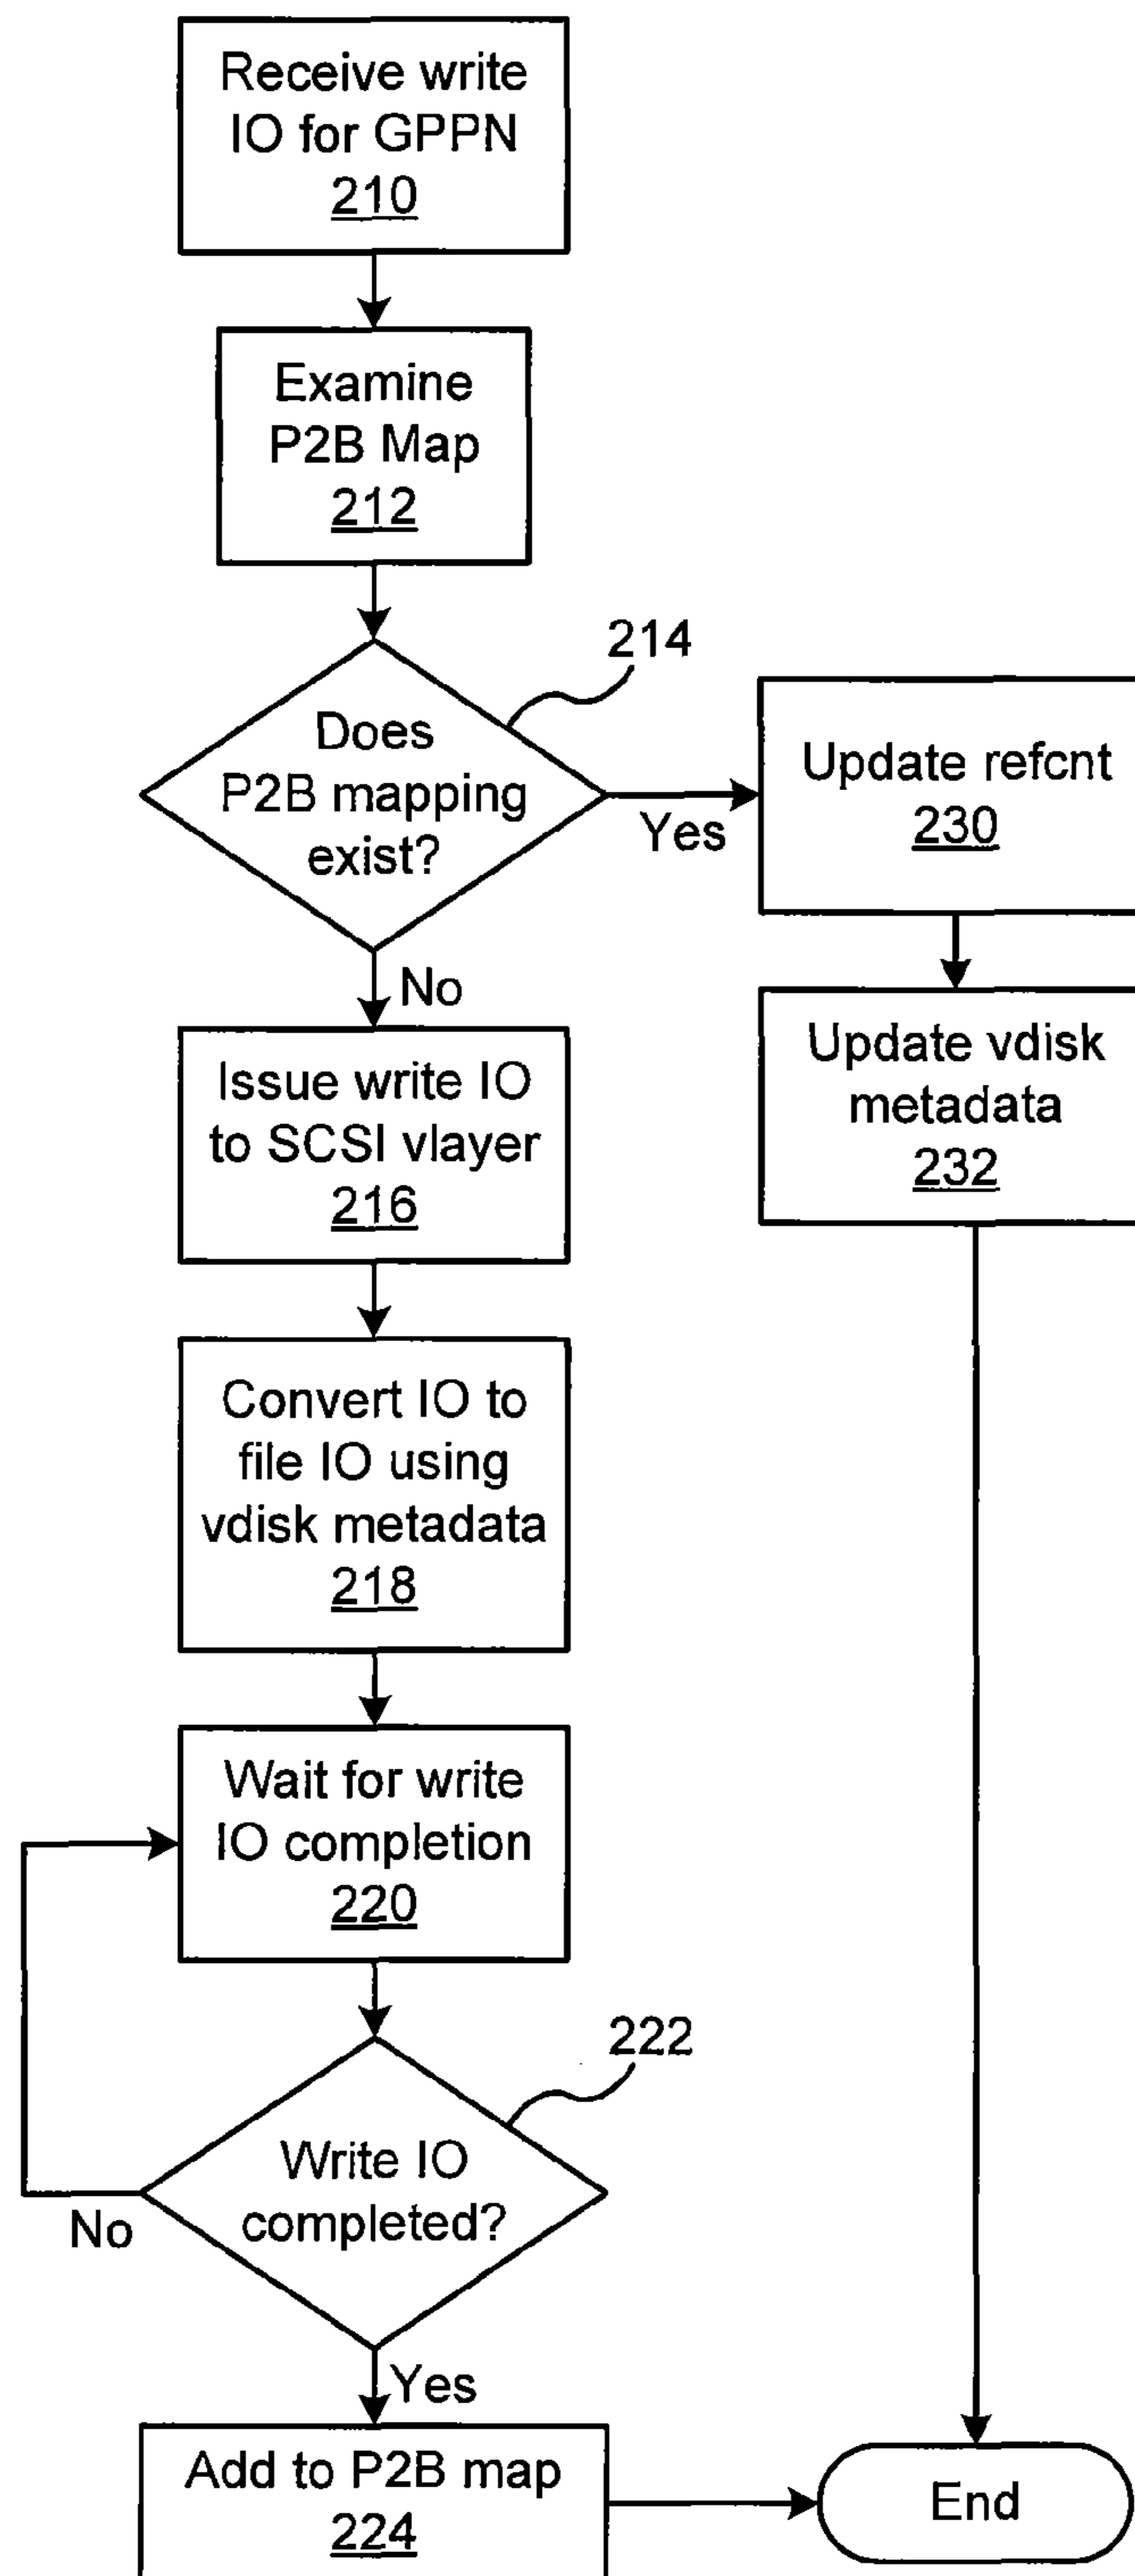 Receive write
IO for GPPN
210
Examine
P2B Map
212
214
Does
P2B mapping
exist?
Yes
Update refcnt
230
No
Update vdisk
metadata
232
Issue write IO
to SCSI vlayer
216
Convert IO to
file IO using
vdisk metadata
218
Wait for write
IO completion
220
222
Write IO
completed?
No
Yes
Add to P2B map
224
End